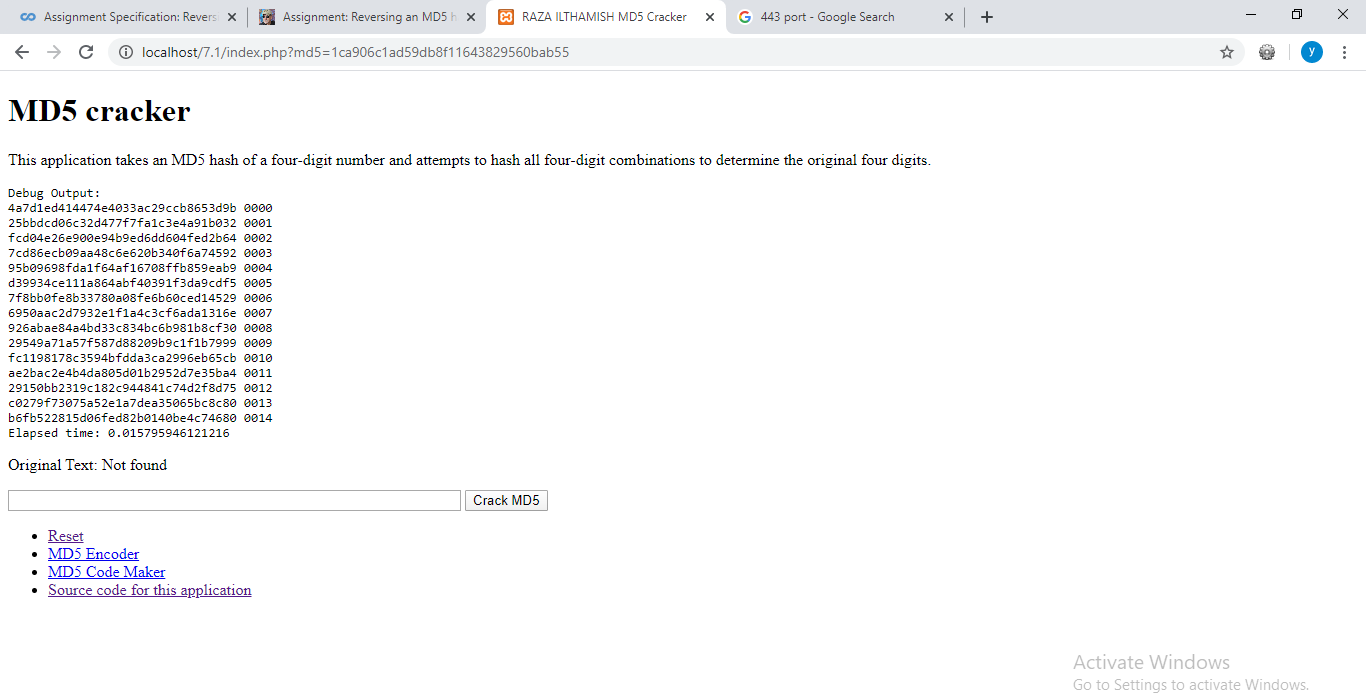 Assignment Specification: Revers
Assignment: Reversing an MD5 h
RAZA ILTHAMISH MD5 Cracker
443 port - Google Search
localhost/7.1/index.php?md5=1ca906c1ad59db8f11643829560bab55
y
MD5 cracker
This application takes an MD5 hash of a four-digit number and attempts to hash all four-digit combinations to determine the original four digits.
Debug Output:
4a7d1ed414474e4033ac29ccb8653d9b 0000
25bbdcd06c32d477f7fa1c3e4a91b032 0001
fcd04e26e900e94b9ed6dd604fed2b64 0002
7cd86ecb09aa48c6e620b340f6a74592 0003
95b09698fda1f64af16708ffb859eab9 0004
d39934ce111a864abf40391f3da9cdf5 0005
7f8bb0fe8b33780a08fe6b60ced14529 0006
6950aac2d7932e1f1a4c3cf6ada1316e 0007
926abae84a4bd33c834bc6b981b8cf30 0008
29549a71a57f587d88209b9c1f1b7999 0009
fc1198178c3594bfdda3ca2996eb65cb 0010
ae2bac2e4b4da805d01b2952d7e35ba4 0011
29150bb2319c182c944841c74d2f8d75 0012
c0279f73075a52e1a7dea35065bc8c80 0013
b6fb522815d06fed82b0140be4c74680 0014
Elapsed time: 0.015795946121216
Original Text: Not found
Crack MD5
Reset
MD5 Encoder
MD5 Code Maker
Source code for this application
Activate Windows
Go to Settings to activate Windows.